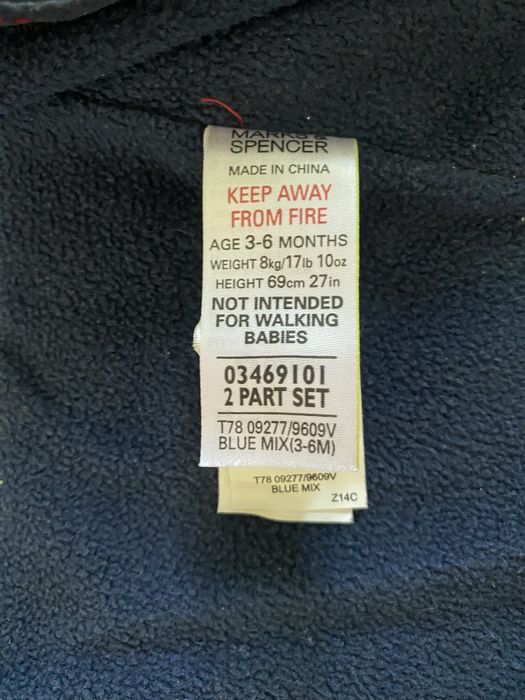 MARKS &
SPENCER
MADE IN CHINA
KEEP AWAY
FROM FIRE
AGE 3-6 MONTHS
WEIGHT 8kg/17lb 10oz
HEIGHT 69cm 27in
NOT INTENDED
FOR WALKING
BABIES
03469101
2 PART SET
T78 09277/9609V
BLUE MIX(3-6M)
T78 09277/9609V
BLUE MIX
Z14C